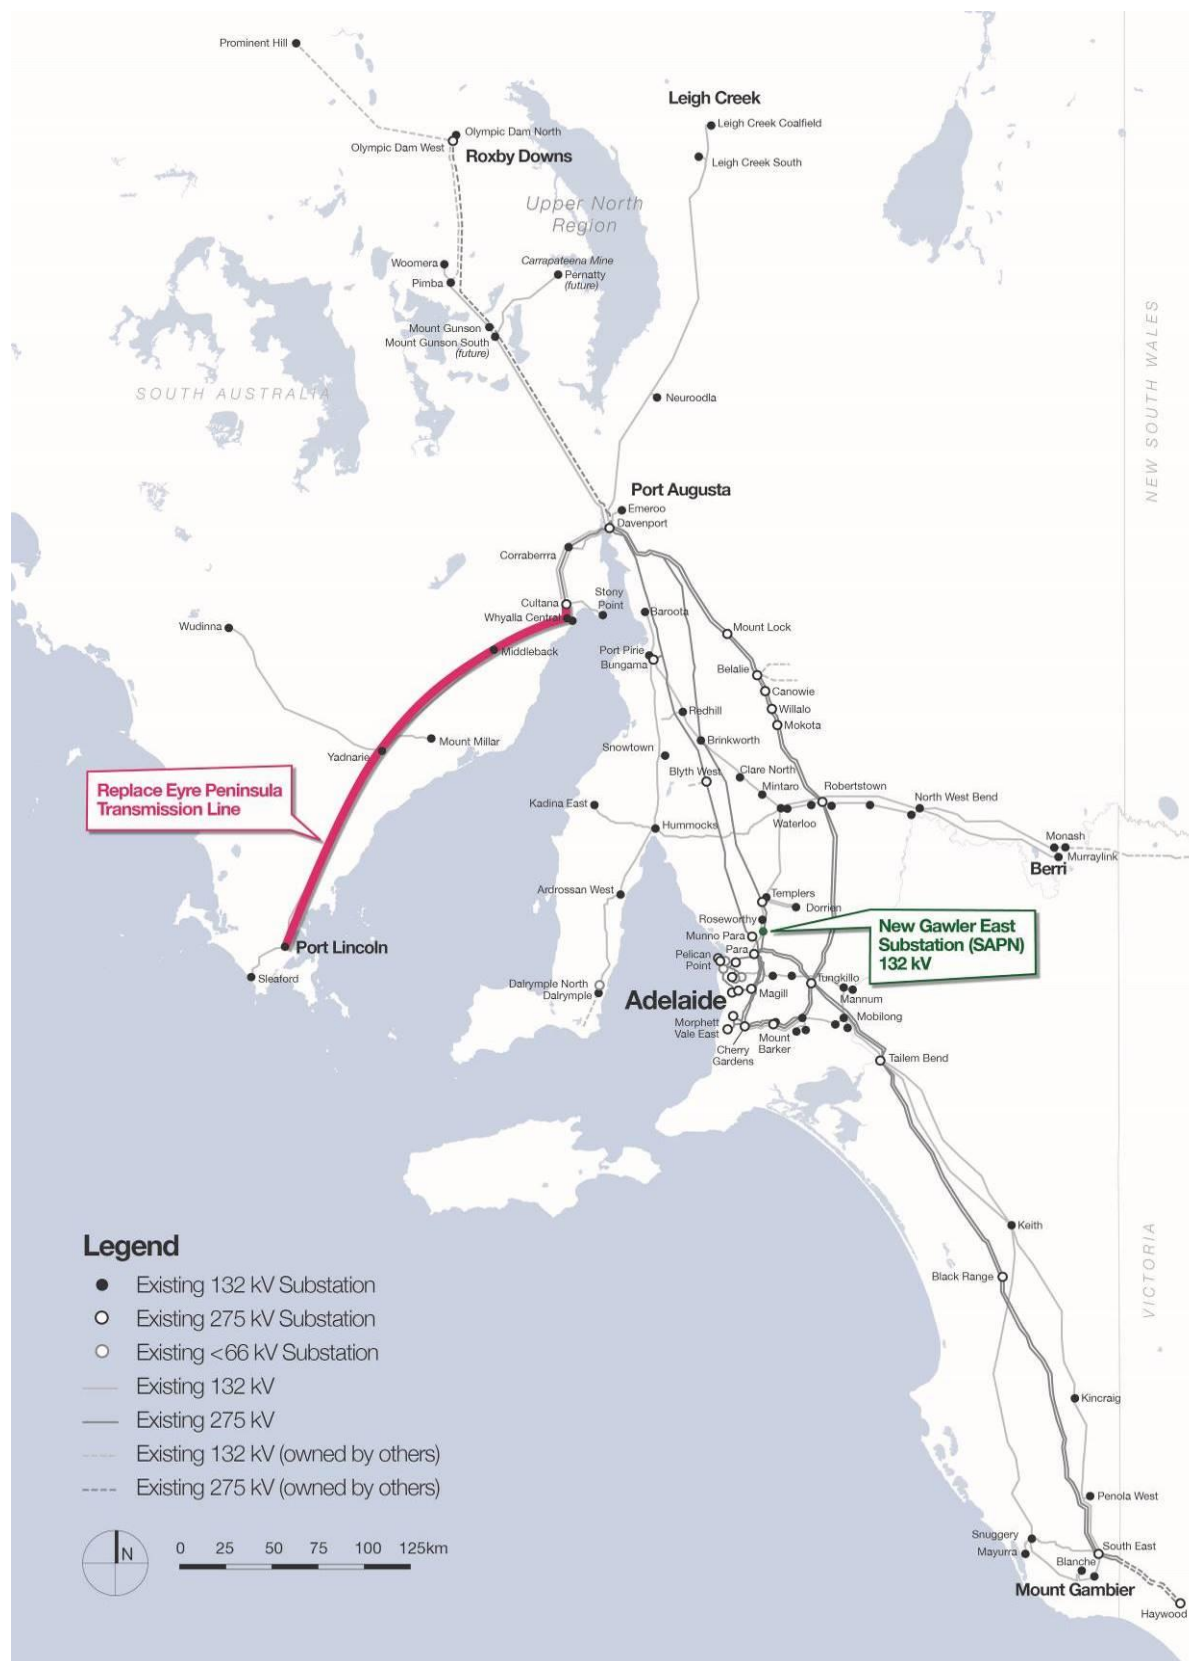 Prominent Hill
Leigh Creek
Leigh Creek Coalfield
Olympic Dam North
Olympic Dam West
Roxby Downs
Leigh Creek South
Upper North
Region
Woomera
Carrapateena Mine
Pernatty
(future)
Pimba
Mount Gunson
Mount Gunson South
(future)
SOUTH AUSTRALIA
NEW SOUTH WALES
Neuroodla
Port Augusta
Emeroo
Davenport
Corraberrra
Cultana
Stony
Point
Whyalla Central
Baroota
Wudinna
Mount Lock
Middleback
Port Pirie
Bungama
Belalie
Canowie
Willalo
Redhill
Mokota
Mount Millar
Brinkworth
Snowtown
Yadnarie
Blyth West
Clare North
Mintaro
Robertstown
Replace Eyre Peninsula
Transmission Line
Kadina East
North West Bend
Hummocks
Waterloo
Monash
Murraylink
Berri
Ardrossan West
Templers
Dorrien
Roseworthy
New Gawler East
Substation (SAPN)
132 kV
Munno Para
Port Lincoln
Para
Pelican
Point
Sleaford
Tungkillo
Dalrymple North
Dalrymple
Adelaide
Magill
Mannum
Morphett
Vale East
Mobilong
Cherry
Gardens
Mount
Barker
Tailem Bend
Keith
VICTORIA
Black Range
Legend
Existing 132 kV Substation
Existing 275 kV Substation
Existing <66 kV Substation
Existing 132 kV
Existing 275 kV
Existing 132 kV (owned by others)
Existing 275 kV (owned by others)
Kincraig
Penola West
N
0 25 50 75 100 125km
Snuggery
Mayurra
South East
Blanche
Mount Gambier
Haywood